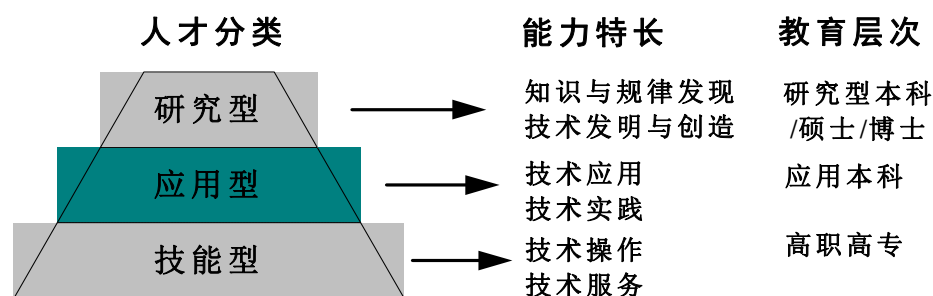 人才分类 能力特长 教育层次
研究型 知识与规律发现 研究型本科
技术发明与创造 /硕士/博士
应用型 技术应用 应用本科
技术实践
技能型 技术操作 高职高专
技术服务